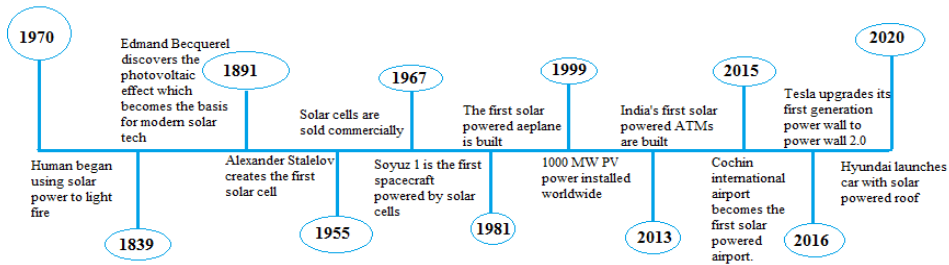 1970
Human began
using solar
power to light
fire
Edmand Becquerel
discovers the
photovoltaic
effect which
becomes the basis
for modern solar
tech
1839
1891
Alexander Stalelov
creates the first
solar cell
Solar cells are
sold commercially
1955
1967
Soyuz 1 is the first
spacecraft
powered by solar
cells
The first solar
powered aeplane
is built
1981
1999
1000 MW PV
power installed
worldwide
India's first solar
powered ATMs
are built
2013
2015
Cochin
international
airport
becomes the
first solar
powered
airport.
Tesla upgrades its
first generation
power wall to
power wall 2.0
2016
2020
Hyundai launches
car with solar
powered roof